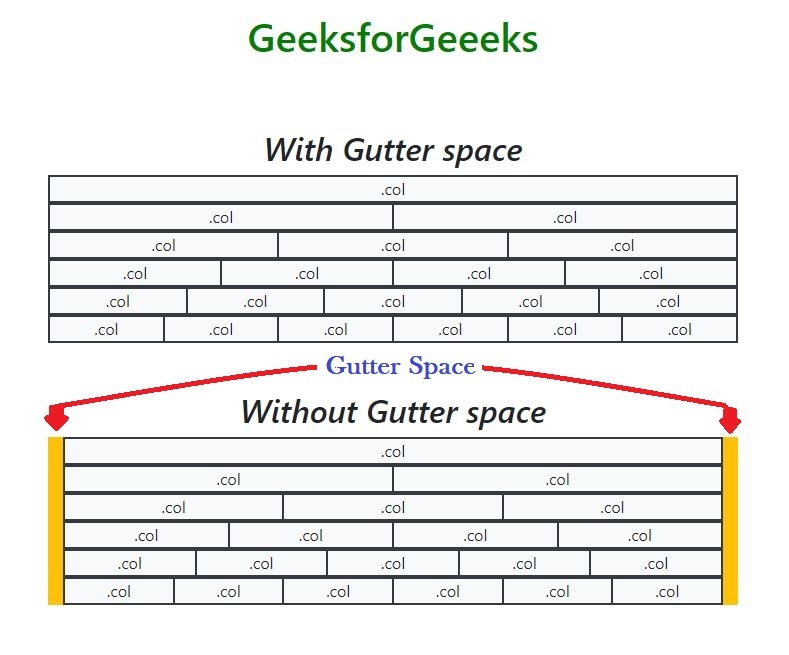 GeeksforGeeeks
With Gutter space
.col
.col .col
.col .col .col
.col .col .col .col
.col .col .col .col .col
.col .col .col .col .col .col
Gutter Space
Without Gutter space
.col
.col .col
.col .col .col
.col .col .col .col
.col .col .col .col .col
.col .col .col .col .col .col